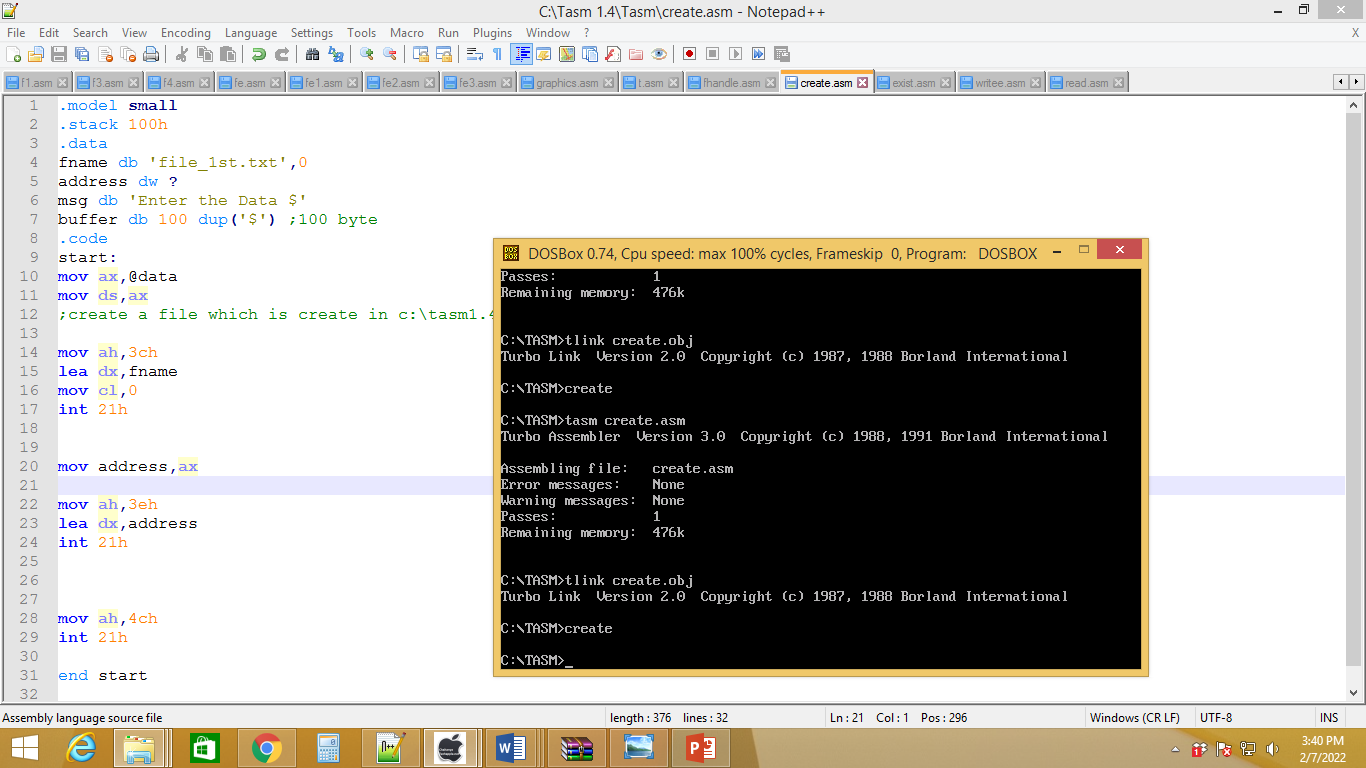 C:\Tasm 1.4\Tasm\create.asm - Notepad++
File Edit Search View Encoding Language Settings Tools Macro Run Plugins Window ? X
f1.asm f3.asm f4.asm fe.asm fe1.asm fe2.asm fe3.asm graphics.asm t.asm fhandle.asm create.asm exist.asm writee.asm read.asm
1 .model small
2 .stack 100h
3 .data
4 fname db 'file_1st.txt',0
5 address dw ?
6 msg db 'Enter the Data $'
7 buffer db 100 dup('$') ;100 byte
8 .code
9 start:
10 mov ax,@data
11 mov ds,ax
12 ;create a file which is create in c:\tasm1.4
13
14 mov ah,3ch
15 lea dx,fname
16 mov cl,0
17 int 21h
18
19
20 mov address,ax
21
22 mov ah,3eh
23 lea dx,address
24 int 21h
25
26
27
28 mov ah,4ch
29 int 21h
30
31 end start
32
DOSBox 0.74, Cpu speed: max 100% cycles, Frameskip 0, Program: DOSBOX
Passes: 1
Remaining memory: 476k
C:\TASM>tlink create.obj
Turbo Link Version 2.0 Copyright (c) 1987, 1988 Borland International
C:\TASM>create
C:\TASM>tasm create.asm
Turbo Assembler Version 3.0 Copyright (c) 1988, 1991 Borland International
Assembling file: create.asm
Error messages: None
Warning messages: None
Passes: 1
Remaining memory: 476k
C:\TASM>tlink create.obj
Turbo Link Version 2.0 Copyright (c) 1987, 1988 Borland International
C:\TASM>create
C:\TASM>_
Assembly language source file length : 376 lines : 32 Ln : 21 Col : 1 Pos : 296 Windows (CR LF) UTF-8 INS
3:40 PM
2/7/2022